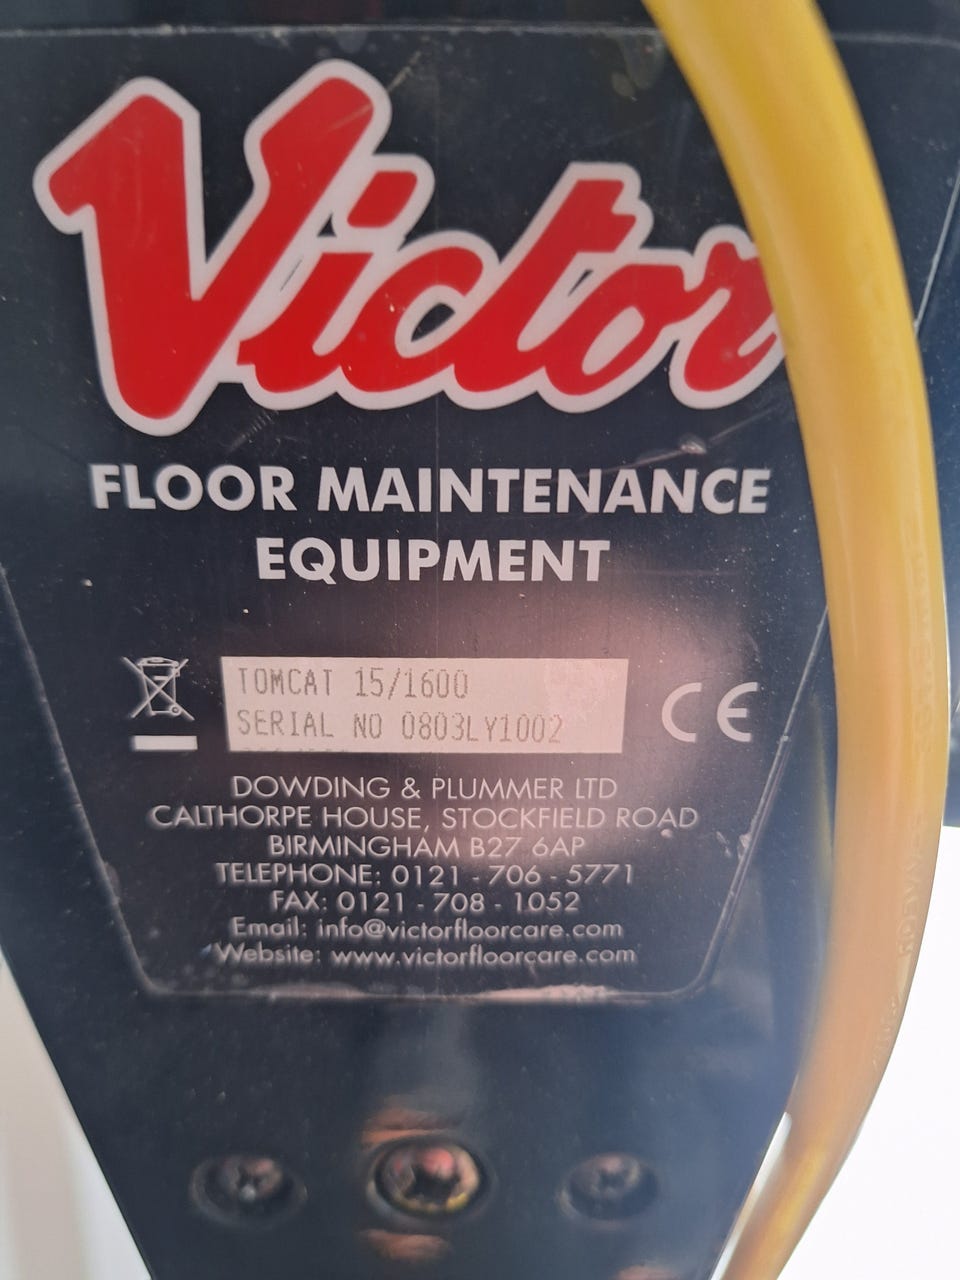 Victor
FLOOR MAINTENANCE
EQUIPMENT
TOMCAT 15/1600
SERIAL NO 0803LY1002
CE
DOWDING & PLUMMER LTD
CALTHORPE HOUSE, STOCKFIELD ROAD
BIRMINGHAM B27 6AP
TELEPHONE: 0121 - 706 - 5771
FAX: 0121 - 708 - 1052
Email: info@victorfloorcare.com
Website: www.victorfloorcare.com